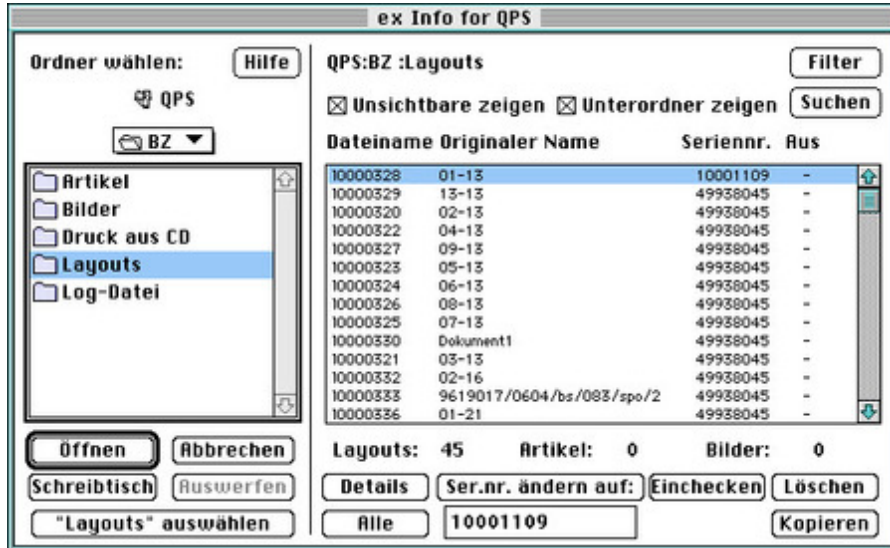 ex Info for QPS
Ordner wählen:
Hilfe
QPS
BZ
Artikel
Bilder
Druck aus CD
Layouts
Log-Datei
Öffnen
Abbrechen
Schreibtisch
Auswerfen
"Layouts" auswählen
QPS:BZ :Layouts
Filter
Unsichtbare zeigen Unterordner zeigen
Suchen
Dateiname Originaler Name Seriennr. Aus
10000328 01-13 10001109 -
10000329 13-13 49938045 -
10000320 02-13 49938045 -
10000322 04-13 49938045 -
10000327 09-13 49938045 -
10000323 05-13 49938045 -
10000324 06-13 49938045 -
10000326 08-13 49938045 -
10000325 07-13 49938045 -
10000330 Dokument1 49938045 -
10000321 03-13 49938045 -
10000332 02-16 49938045 -
10000333 9619017/0604/bs/083/spo/2 49938045 -
10000336 01-21 49938045 -
Layouts: 45 Artikel: 0 Bilder: 0
Details
Ser.nr. ändern auf:
Einchecken
Löschen
Alle
10001109
Kopieren